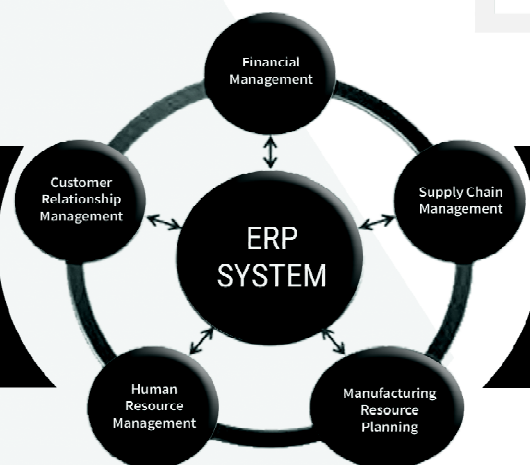 Financial
Management
Customer
Relationship
Management
Supply Chain
Management
ERP
SYSTEM
Human
Resource
Management
Manufacturing
Resource
Planning